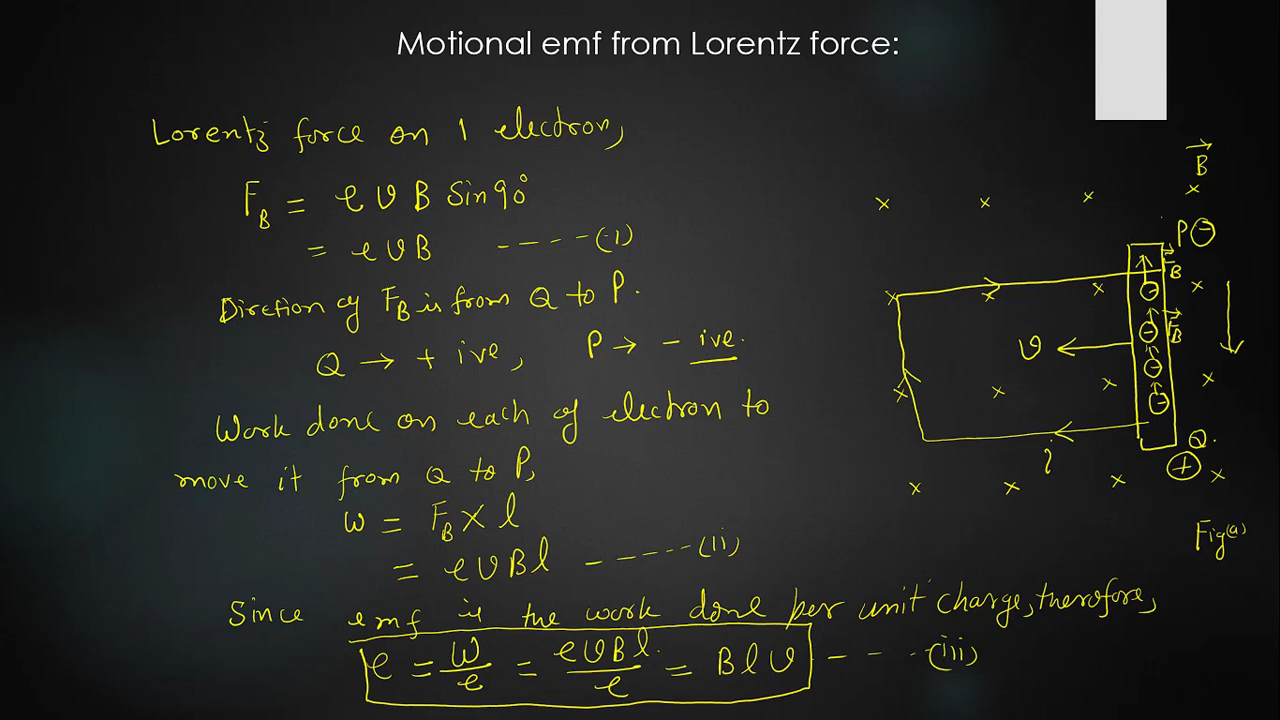 Motional emf from Lorentz force:
Lorentz force on 1 electron,
F_B = e v B Sin 90°
= e v B ----(i)
Direction of F_B is from Q to P.
Q → + ive, P → - ive.
Work done on each of electron to
move it from Q to P,
W = F_B × l
= e v B l ------(ii)
Since emf is the work done per unit charge, therefore,
e = W/e = e v B l/e = B l v ----(iii)
B
x x x x
P ⊖
F_B
x x x x
F_B
v
x x x x
Q.
i
⊕
x x x x
Fig(a)